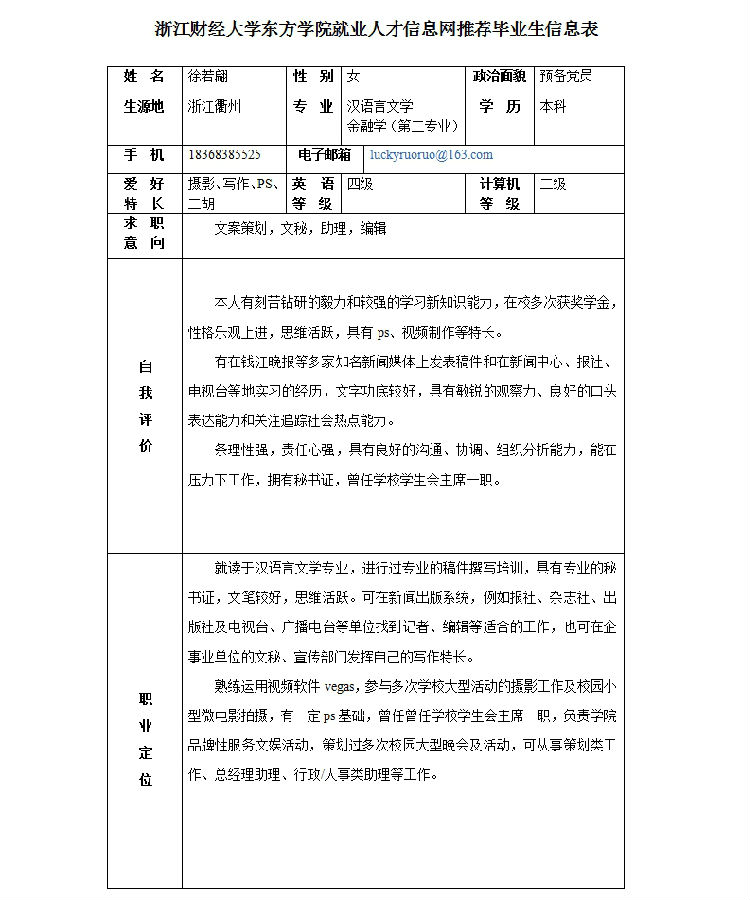 浙江财经大学东方学院就业人才信息网推荐毕业生信息表
姓 名 徐若翩 性 别 女 政治面貌 预备党员
生源地 浙江衢州 专 业 汉语言文学 学 历 本科
金融学（第二专业）
手 机 18368385525 电子邮箱 luckyruoruo@163.com
爱 好 摄影、写作、PS、 英 语 四级 计算机 二级
特 长 二胡 等 级 等 级
求 职
意 向 文案策划，文秘，助理，编辑
本人有刻苦钻研的毅力和较强的学习新知识能力，在校多次获奖学金，
性格乐观上进，思维活跃，具有 ps、视频制作等特长。
有在钱江晚报等多家知名新闻媒体上发表稿件和在新闻中心、报社、
电视台等地实习的经历，文字功底较好，具有敏锐的观察力、良好的口头
表达能力和关注追踪社会热点能力。
条理性强，责任心强，具有良好的沟通、协调、组织分析能力，能在
压力下工作，拥有秘书证，曾任学校学生会主席一职。
自
我
评
价
就读于汉语言文学专业，进行过专业的稿件撰写培训，具有专业的秘
书证，文笔较好，思维活跃。可在新闻出版系统，例如报社、杂志社、出
版社及电视台、广播电台等单位找到记者、编辑等适合的工作，也可在企
事业单位的文秘、宣传部门发挥自己的写作特长。
熟练运用视频软件 vegas，参与多次学校大型活动的摄影工作及校园小
型微电影拍摄，有一定 ps 基础，曾任曾任学校学生会主席一职，负责学院
品牌性服务文娱活动，策划过多次校园大型晚会及活动，可从事策划类工
作、总经理助理、行政/人事类助理等工作。
职
业
定
位